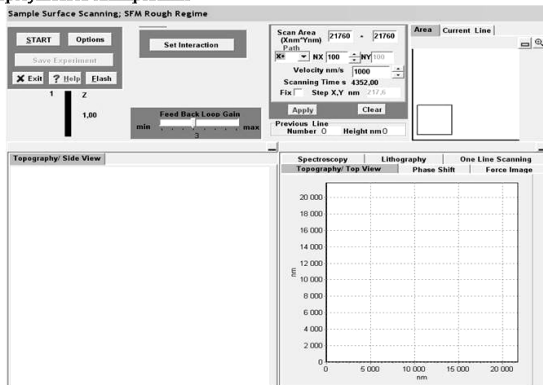 Sample Surface Scanning; SFM Rough Regime
START Options
Save Experiment
Exit ? Help Flash
1 Z
1,00
Set Interaction
Feed Back Loop Gain
min max
3
Scan Area 21760 - 21760
(Xnm*Ynm)
Path
X+ NX 100 NY 100
Velocity nm/s 1000
Scanning Time s 4352,00
Fix Step X,Y nm 217,6
Apply Clear
Previous Line
Number 0 Height nm 0
Area Current Line
Topography/ Side View
Spectroscopy Lithography One Line Scanning
Topography/ Top View Phase Shift Force Image
20 000
18 000
16 000
14 000
12 000
10 000
8 000
6 000
4 000
2 000
0
nm
0 5 000 10 000 15 000 20 000
nm